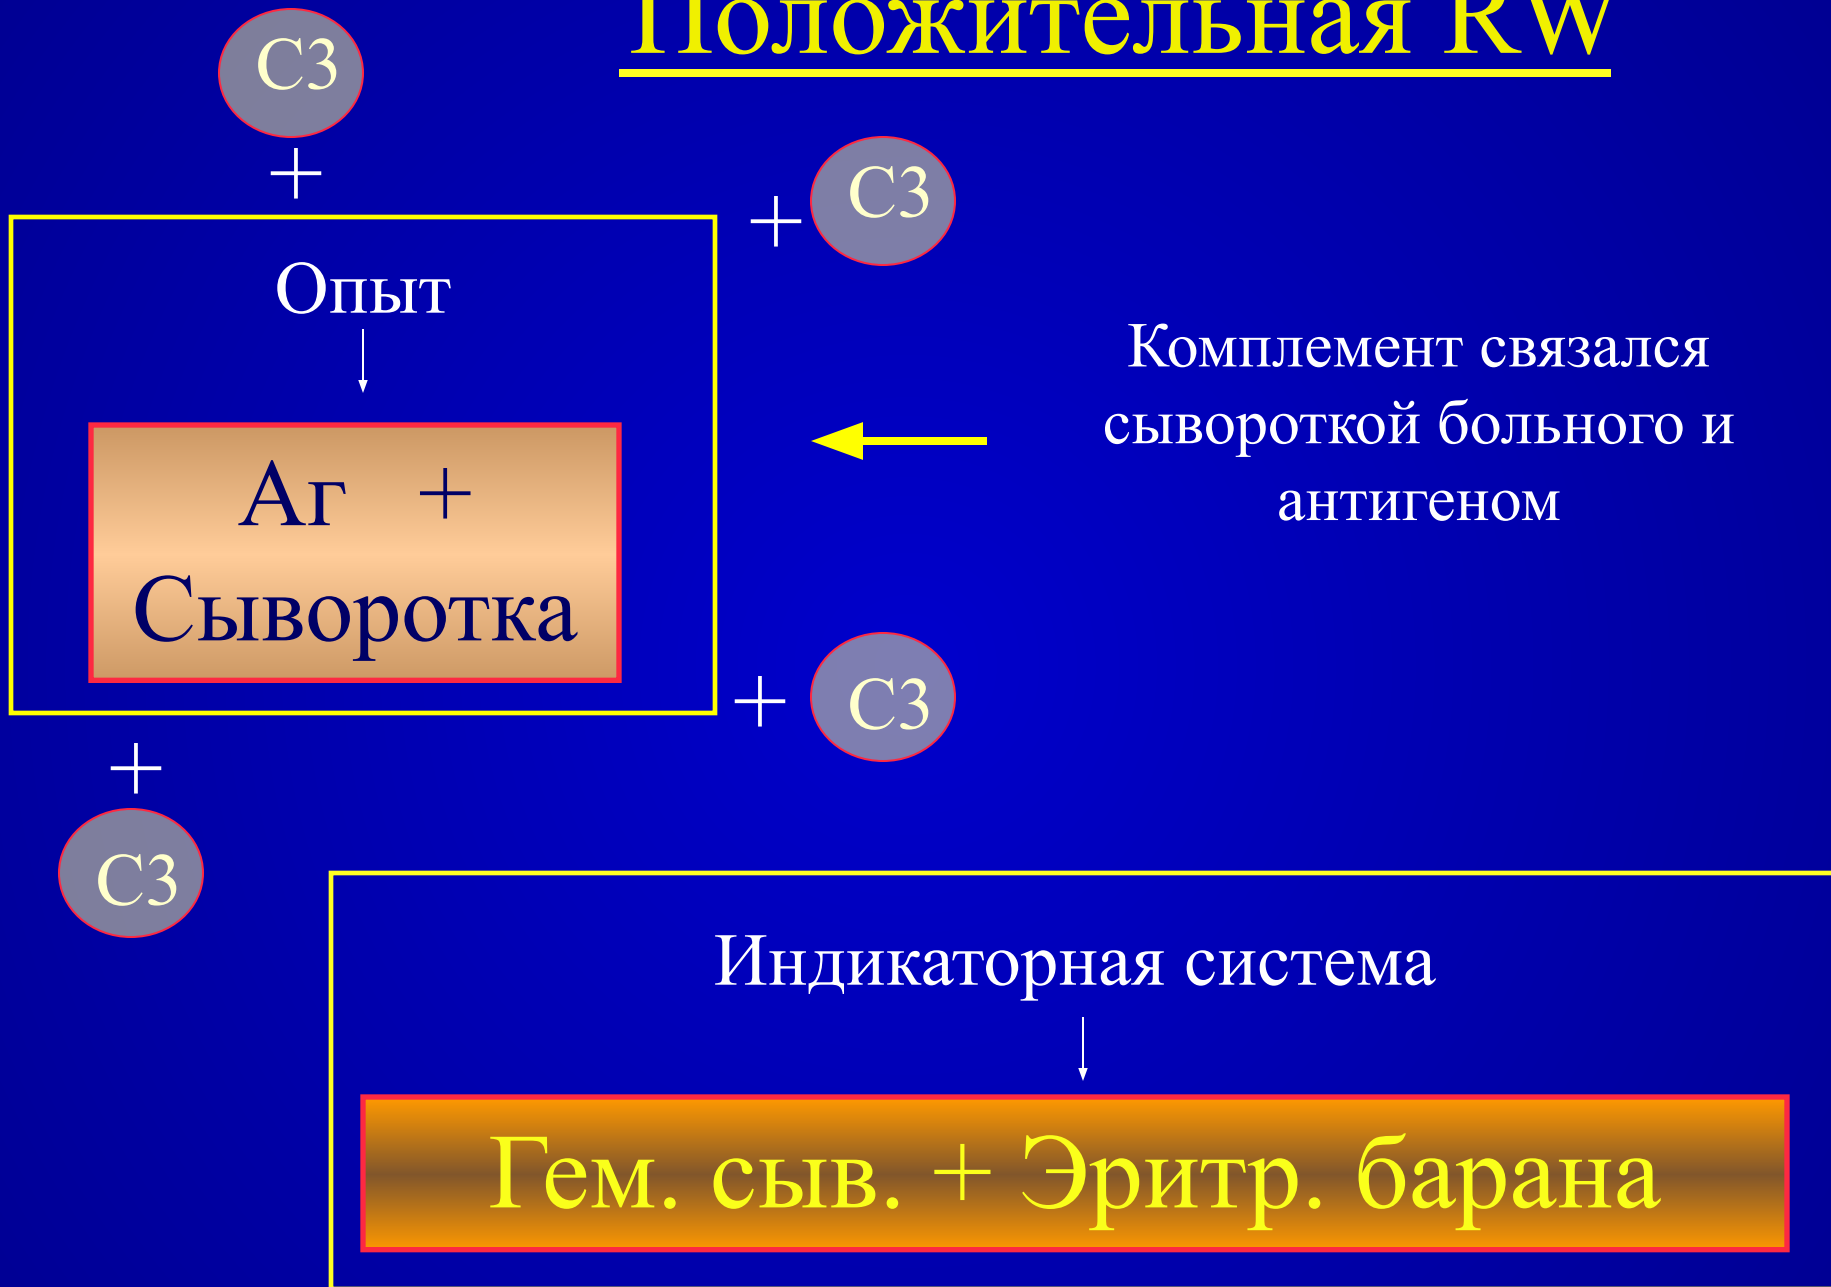 Положительная RW
С3
+
+ С3
Опыт
Комплемент связался
сывороткой больного и
антигеном
Аг +
Сыворотка
+ С3
+
С3
Индикаторная система
Гем. сыв. + Эритр. барана